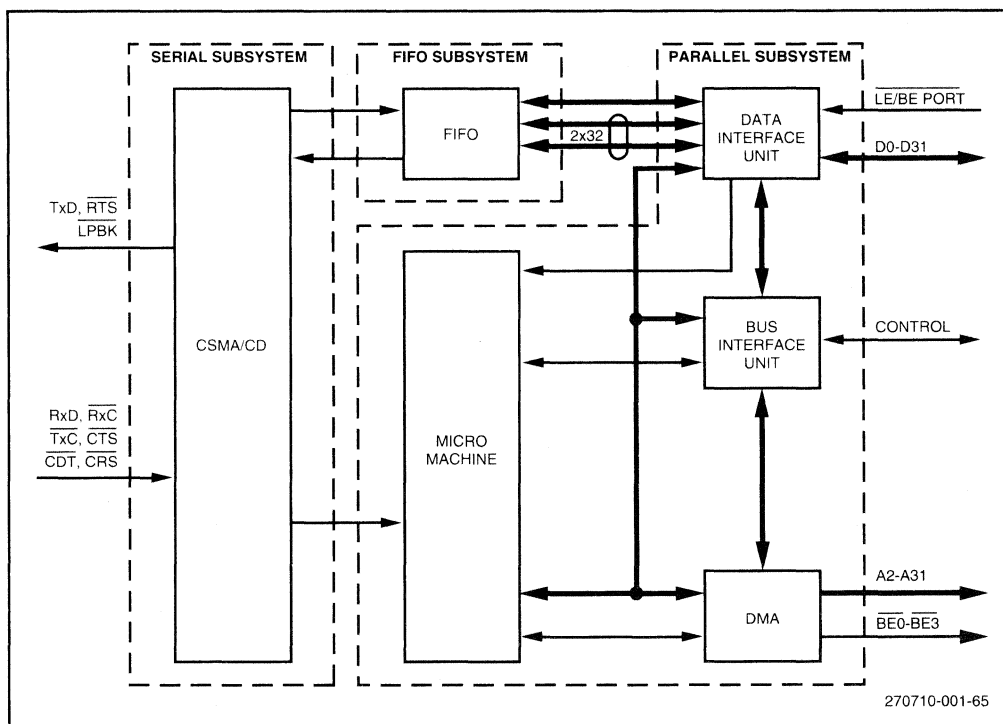 SERIAL SUBSYSTEM
FIFO SUBSYSTEM
PARALLEL SUBSYSTEM
FIFO
2x32
DATA
INTERFACE
UNIT
LE/BE PORT
D0-D31
TxD, RTS
LPBK
CSMA/CD
BUS
INTERFACE
UNIT
CONTROL
RxD, RxC
TxC, CTS
CDT, CRS
MICRO
MACHINE
DMA
A2-A31
BE0-BE3
270710-001-65